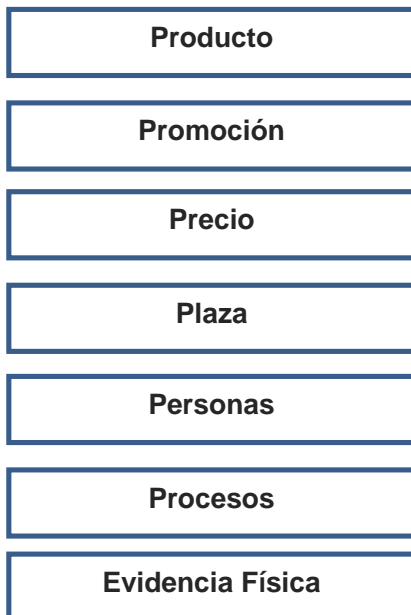 Producto
Promoción
Precio
Plaza
Personas
Procesos
Evidencia Física